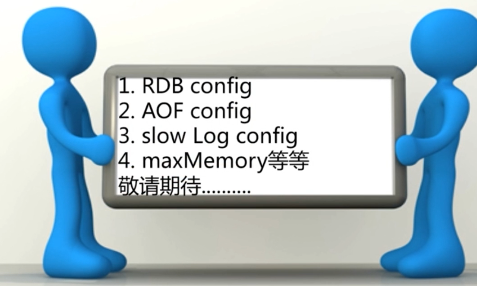 1. RDB config
2. AOF config
3. slow Log config
4. maxMemory等等
敬请期待..........